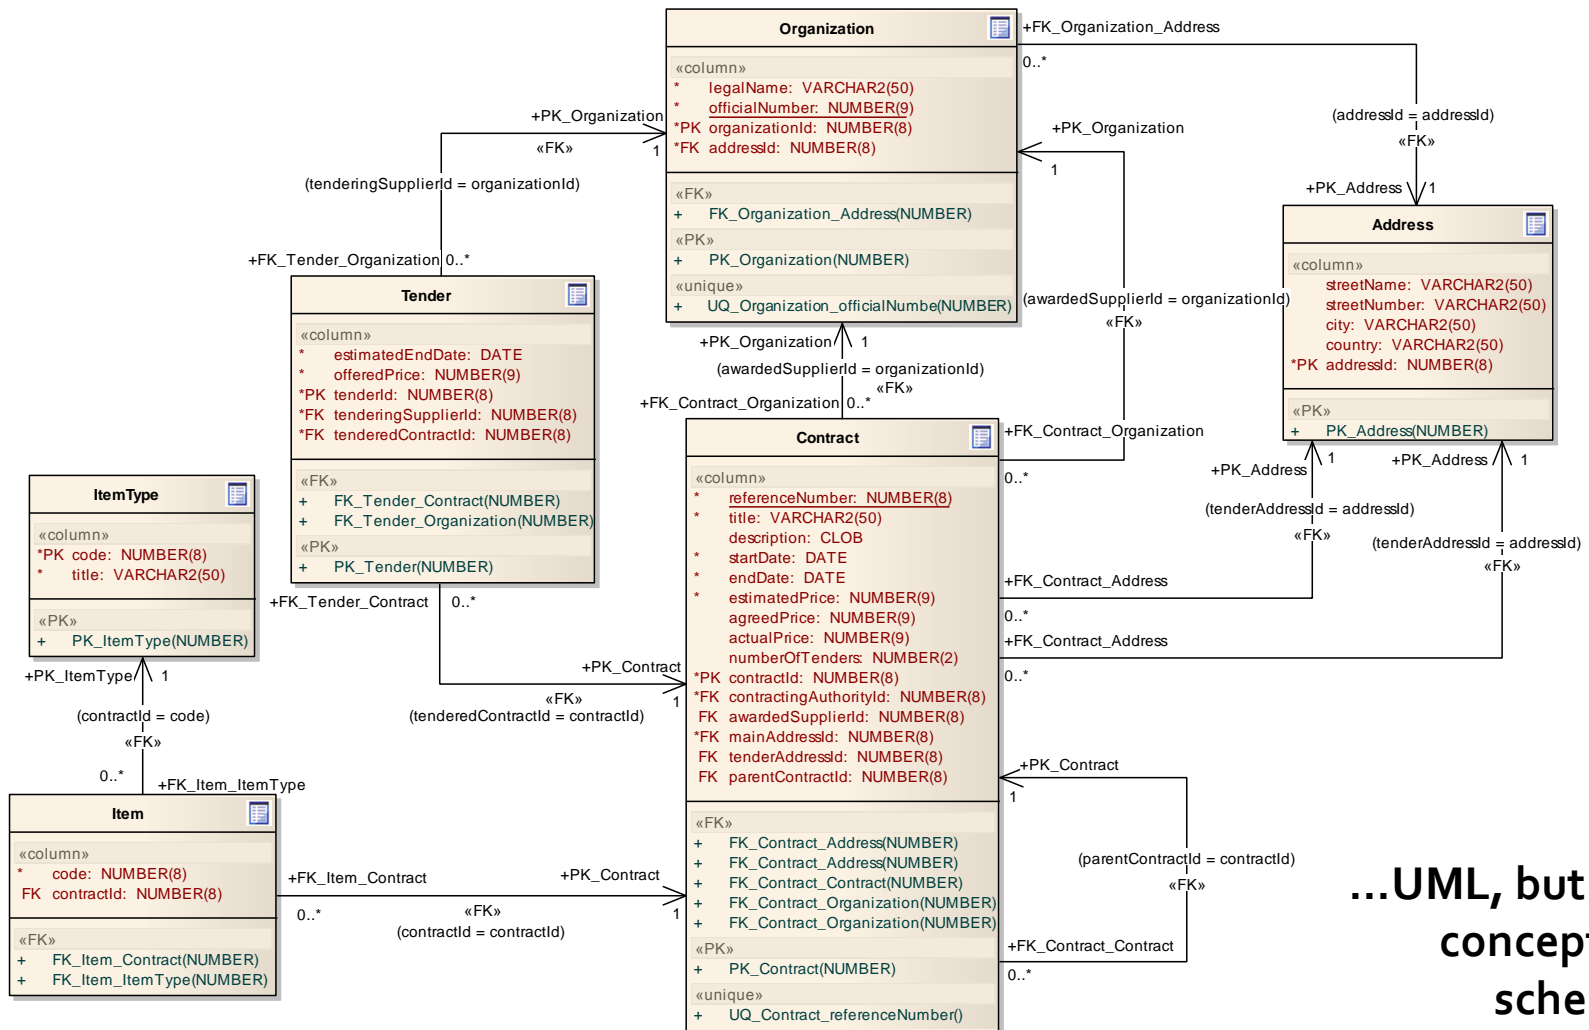 Organization
«column»
* legalName: VARCHAR2(50)
* officialNumber: NUMBER(9)
*PK organizationId: NUMBER(8)
*FK addressId: NUMBER(8)
«FK»
+ FK_Organization_Address(NUMBER)
«PK»
+ PK_Organization(NUMBER)
«unique»
+ UQ_Organization_officialNumbe(NUMBER)
+FK_Organization_Address
0..*
(addressId = addressId)
«FK»
+PK_Address
1
+PK_Organization
«FK»
1
(tenderingSupplierId = organizationId)
+FK_Tender_Organization
0..*
+PK_Organization
1
(awardedSupplierId = organizationId)
«FK»
Address
«column»
streetName: VARCHAR2(50)
streetNumber: VARCHAR2(50)
city: VARCHAR2(50)
country: VARCHAR2(50)
*PK addressId: NUMBER(8)
«PK»
+ PK_Address(NUMBER)
Tender
«column»
* estimatedEndDate: DATE
* offeredPrice: NUMBER(9)
*PK tenderId: NUMBER(8)
*FK tenderingSupplierId: NUMBER(8)
*FK tenderedContractId: NUMBER(8)
«FK»
+ FK_Tender_Contract(NUMBER)
+ FK_Tender_Organization(NUMBER)
«PK»
+ PK_Tender(NUMBER)
+PK_Organization
1
(awardedSupplierId = organizationId)
«FK»
+FK_Contract_Organization
0..*
Contract
«column»
* referenceNumber: NUMBER(8)
* title: VARCHAR2(50)
description: CLOB
* startDate: DATE
* endDate: DATE
* estimatedPrice: NUMBER(9)
agreedPrice: NUMBER(9)
actualPrice: NUMBER(9)
numberOfTenders: NUMBER(2)
*PK contractId: NUMBER(8)
*FK contractingAuthorityId: NUMBER(8)
FK awardedSupplierId: NUMBER(8)
*FK mainAddressId: NUMBER(8)
FK tenderAddressId: NUMBER(8)
FK parentContractId: NUMBER(8)
«FK»
+ FK_Contract_Address(NUMBER)
+ FK_Contract_Address(NUMBER)
+ FK_Contract_Contract(NUMBER)
+ FK_Contract_Organization(NUMBER)
+ FK_Contract_Organization(NUMBER)
«PK»
+ PK_Contract(NUMBER)
«unique»
+ UQ_Contract_referenceNumber()
+FK_Contract_Organization
0..*
+PK_Address
1
(tenderAddressId = addressId)
«FK»
+FK_Contract_Address
0..*
+PK_Address
1
(tenderAddressId = addressId)
«FK»
+FK_Contract_Address
0..*
ItemType
«column»
*PK code: NUMBER(8)
* title: VARCHAR2(50)
«PK»
+ PK_ItemType(NUMBER)
+PK_ItemType
1
(contractId = code)
«FK»
0..*
+FK_Item_ItemType
+FK_Tender_Contract
0..*
+PK_Contract
«FK»
1
(tenderedContractId = contractId)
Item
«column»
* code: NUMBER(8)
FK contractId: NUMBER(8)
«FK»
+ FK_Item_Contract(NUMBER)
+ FK_Item_ItemType(NUMBER)
+FK_Item_Contract
+PK_Contract
0..*
«FK»
1
(contractId = contractId)
+PK_Contract
1
(parentContractId = contractId)
«FK»
+FK_Contract_Contract
0..*
...UML, but
concept
sche